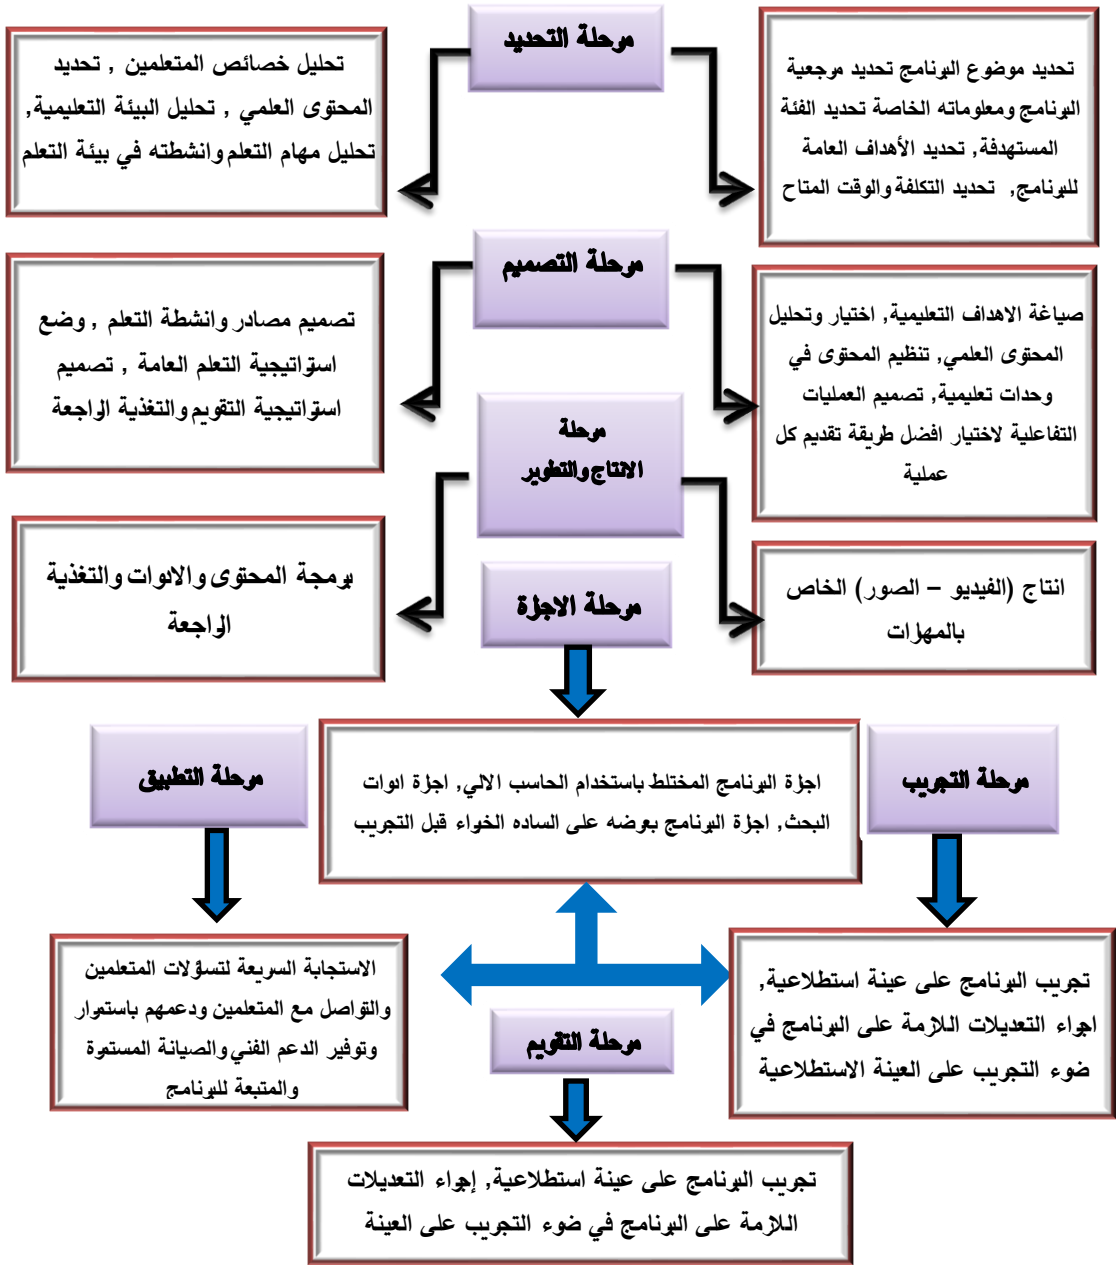 مرحلة التحديد
تحديد موضوع البرنامج تحديد مرجعية
البرنامج ومعلوماته الخاصة تحديد الفئة
المستهدفة, تحديد الأهداف العامة
للبرنامج, تحديد التكلفة والوقت المتاح
تحليل خصائص المتعلمين , تحديد
المحتوى العلمي , تحليل البيئة التعليمية,
تحليل مهام التعلم وانشطته في بيئة التعلم
مرحلة التصميم
صياغة الاهداف التعليمية, اختيار وتحليل
المحتوى العلمي, تنظيم المحتوى في
وحدات تعليمية, تصميم العمليات
التفاعلية لاختيار افضل طريقة تقديم كل
عملية
تصميم مصادر وانشطة التعلم , وضع
استراتيجية التعلم العامة , تصميم
استراتيجية التقويم والتغذية الراجعة
مرحلة
الانتاج والتطوير
انتاج (الفيديو – الصور) الخاص
بالمهارات
برمجة المحتوى والادوات والتغذية
الراجعة
مرحلة الاجازة
اجازة البرنامج المختلط باستخدام الحاسب الالي, اجازة ادوات
البحث, اجازة البرنامج بعرضه على الساده الخبراء قبل التجريب
مرحلة التجريب
تجريب البرنامج على عينة استطلاعية,
اجراء التعديلات اللازمة على البرنامج في
ضوء التجريب على العينة الاستطلاعية
مرحلة التطبيق
الاستجابة السريعة لتساؤلات المتعلمين
والتواصل مع المتعلمين ودعمهم باستمرار
وتوفير الدعم الفني والصيانة المستمرة
والمتبعة للبرنامج
مرحلة التقويم
تجريب البرنامج على عينة استطلاعية, إجراء التعديلات
اللازمة على البرنامج في ضوء التجريب على العينة